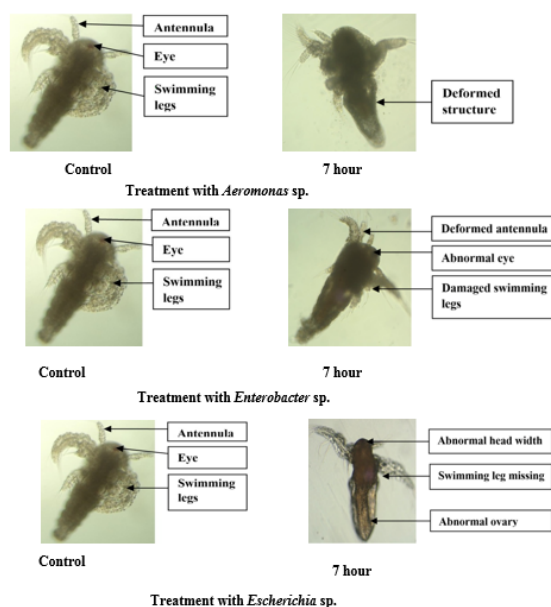 Antennula
Eye
Swimming
legs
Deformed
structure
Control
7 hour
Treatment with Aeromonas sp.
Antennula
Eye
Swimming
legs
Deformed antennula
Abnormal eye
Damaged swimming
legs
Control
7 hour
Treatment with Enterobacter sp.
Antennula
Eye
Swimming
legs
Abnormal head width
Swimming leg missing
Abnormal ovary
Control
7 hour
Treatment with Escherichia sp.